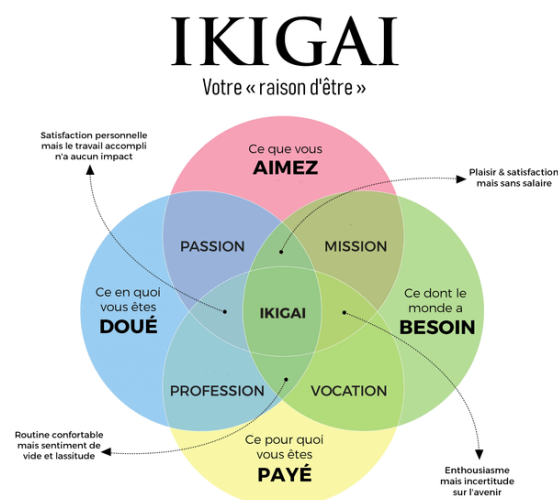 IKIGAI
Votre « raison d'être »
Satisfaction personnelle
mais le travail accompli
n'a aucun impact
Ce que vous
AIMEZ
Plaisir & satisfaction
mais sans salaire
PASSION
MISSION
Ce en quoi
vous êtes
DOUÉ
IKIGAI
Ce dont le
monde a
BESOIN
PROFESSION
VOCATION
Routine confortable
mais sentiment de
vide et lassitude
Ce pour quoi
vous êtes
PAYÉ
Enthousiasme
mais incertitude
sur l'avenir